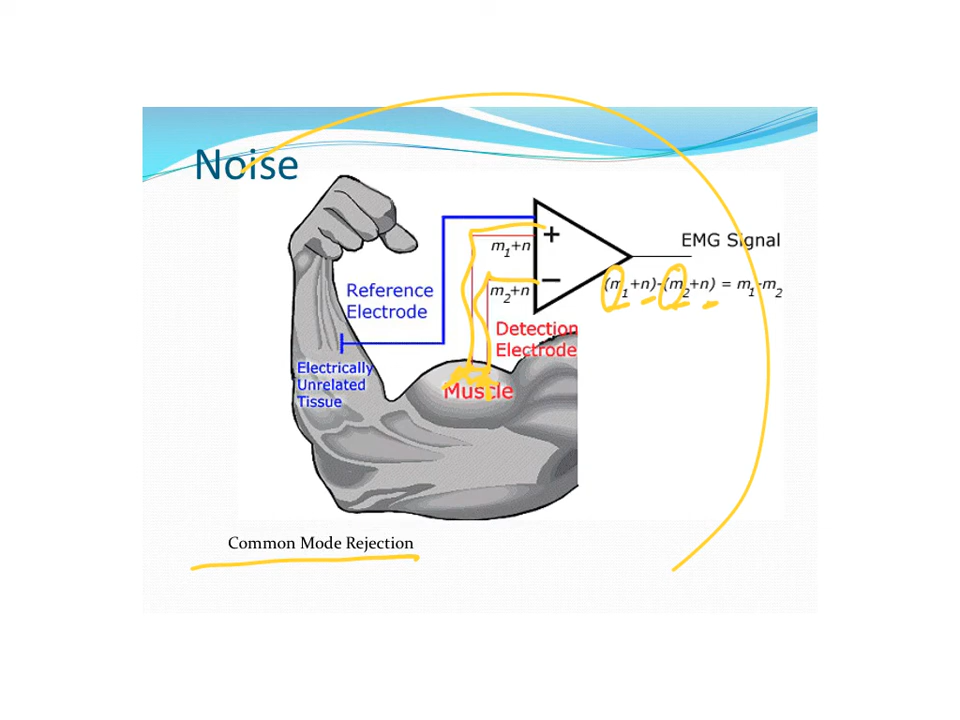 Noise
EMG Signal
+
m1+n
(m1+n)-(m2+n) = m1-m2
−
m2+n
Reference
Electrode
Detection
Electrode
Electrically
Unrelated
Tissue
Muscle
Common Mode Rejection